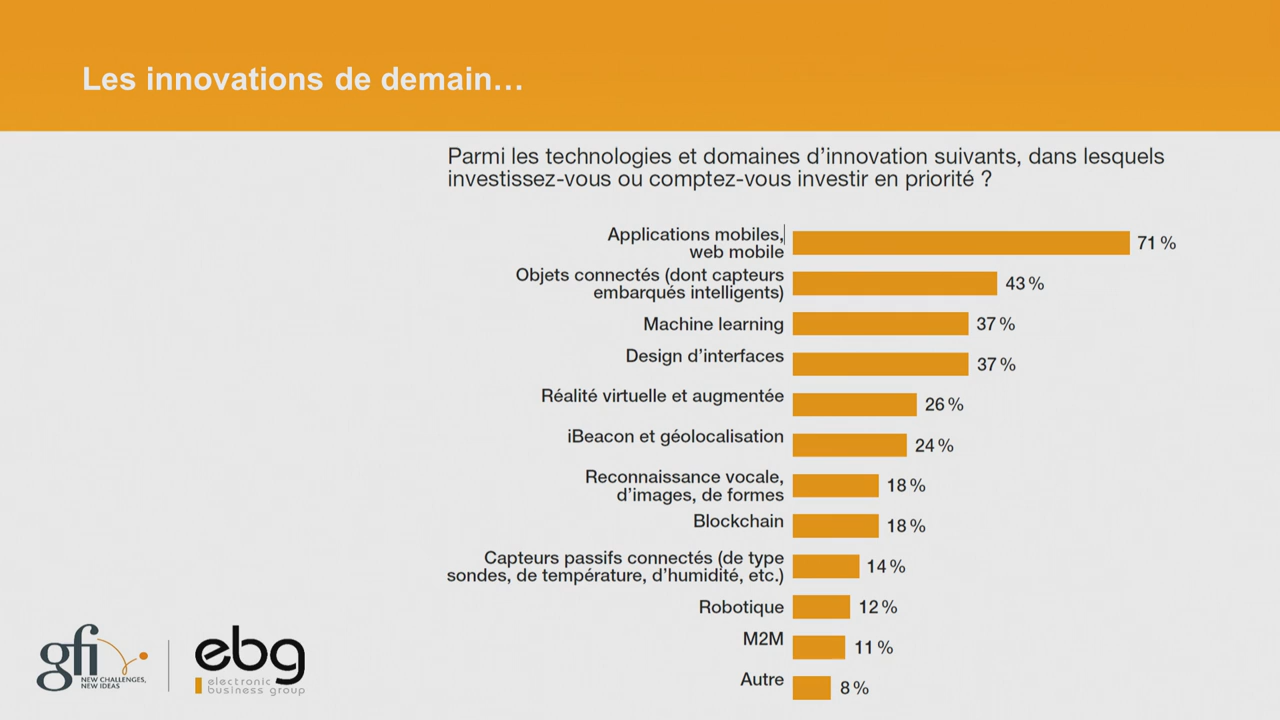 Les innovations de demain…
Parmi les technologies et domaines d’innovation suivants, dans lesquels
investissez-vous ou comptez-vous investir en priorité ?
Applications mobiles,
web mobile
71 %
Objets connectés (dont capteurs
embarqués intelligents)
43 %
Machine learning
37 %
Design d’interfaces
37 %
Réalité virtuelle et augmentée
26 %
iBeacon et géolocalisation
24 %
Reconnaissance vocale,
d’images, de formes
18 %
Blockchain
18 %
Capteurs passifs connectés (de type
sondes, de température, d’humidité, etc.)
14 %
Robotique
12 %
M2M
11 %
Autre
8 %
gfi
NEW CHALLENGES,
NEW IDEAS
ebg
electronic
business group